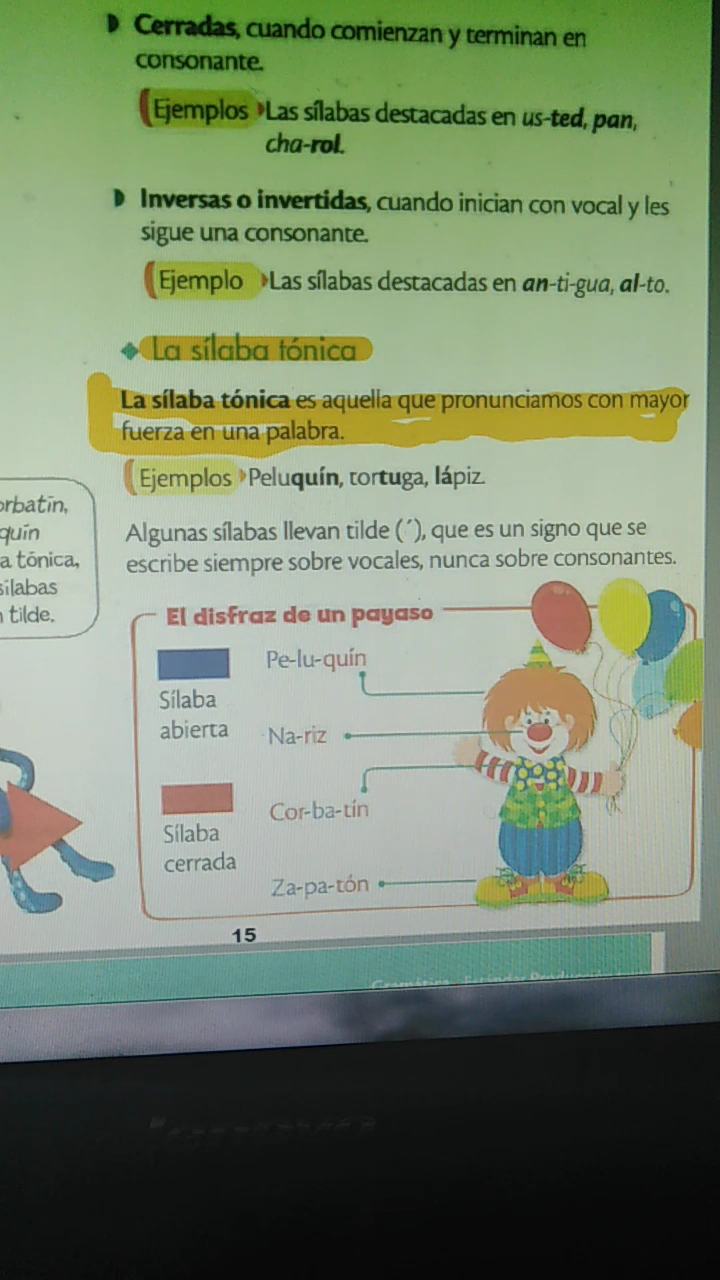 Cerradas, cuando comienzan y terminan en
consonante.
Ejemplos Las sílabas destacadas en us-ted, pan,
cha-rol.
Inversas o invertidas, cuando inician con vocal y les
sigue una consonante.
Ejemplo Las sílabas destacadas en an-ti-gua, al-to.
La sílaba tónica
La sílaba tónica es aquella que pronunciamos con mayor
fuerza en una palabra.
Ejemplos Peluquín, tortuga, lápiz.
Algunas sílabas llevan tilde (´), que es un signo que se
escribe siempre sobre vocales, nunca sobre consonantes.
orbatín,
quín
a tónica,
sílabas
tilde.
El disfraz de un payaso
Pe-lu-quín
Sílaba
abierta
Na-riz
Cor-ba-tín
Sílaba
cerrada
Za-pa-tón
15